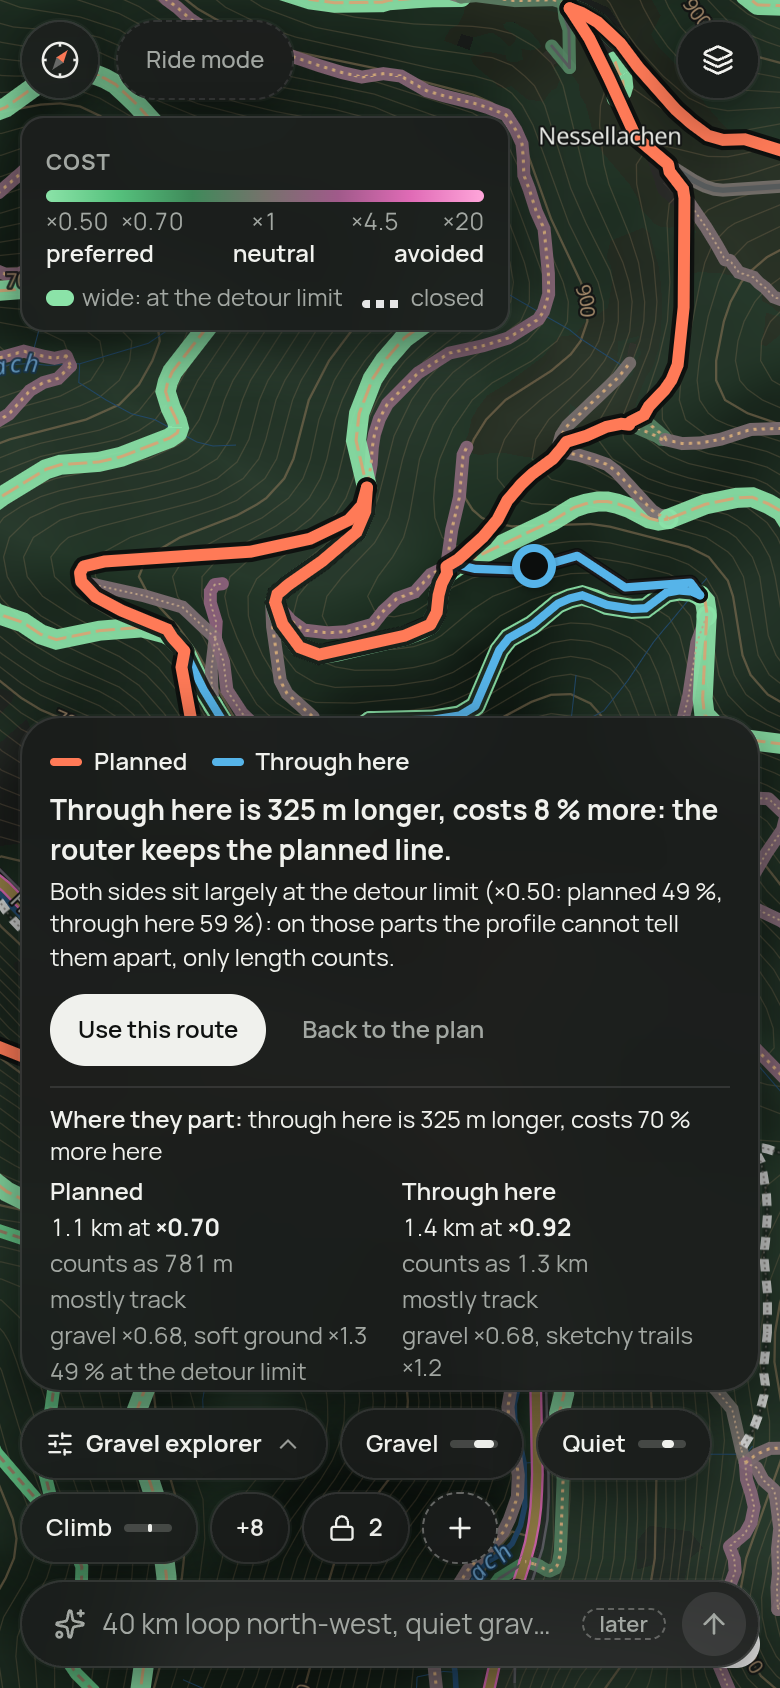 Ride mode
Nessellachen
COST
×0.50 ×0.70 ×1 ×4.5 ×20
preferred neutral avoided
wide: at the detour limit closed
900
900
ach
Planned Through here
Through here is 325 m longer, costs 8 % more: the
router keeps the planned line.
Both sides sit largely at the detour limit (×0.50: planned 49 %,
through here 59 %): on those parts the profile cannot tell
them apart, only length counts.
Use this route Back to the plan
Where they part: through here is 325 m longer, costs 70 %
more here
Planned Through here
1.1 km at ×0.70 1.4 km at ×0.92
counts as 781 m counts as 1.3 km
mostly track mostly track
gravel ×0.68, soft ground ×1.3 gravel ×0.68, sketchy trails
×1.2
49 % at the detour limit
Gravel explorer Gravel Quiet
Climb +8 2
ach
40 km loop north-west, quiet grav... later